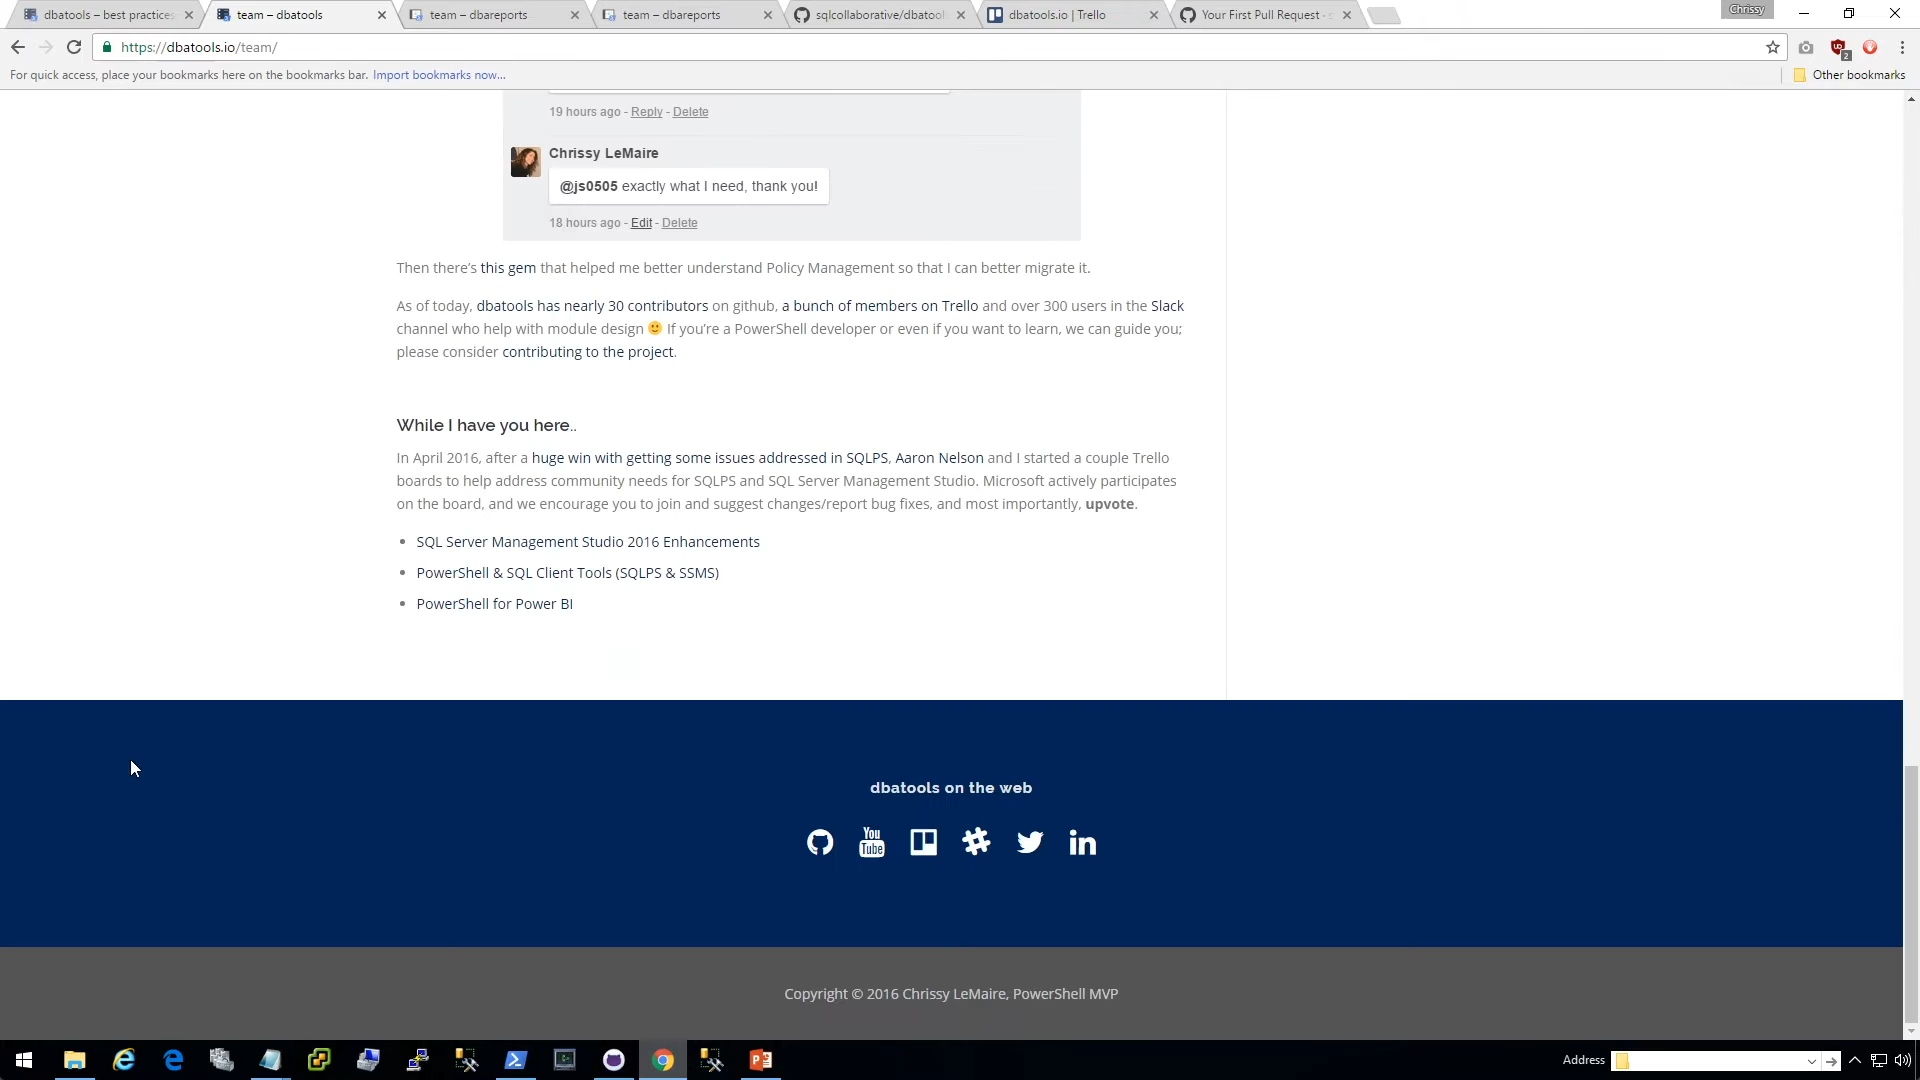 dbatools – best practices
team – dbatools
team – dbareports
team – dbareports
sqlcollaborative/dbatool
dbatools.io | Trello
Your First Pull Request - s
Chrissy
https://dbatools.io/team/
2
For quick access, place your bookmarks here on the bookmarks bar. Import bookmarks now...
Other bookmarks
19 hours ago - Reply - Delete
Chrissy LeMaire
@js0505 exactly what I need, thank you!
18 hours ago - Edit - Delete
Then there's this gem that helped me better understand Policy Management so that I can better migrate it.
As of today, dbatools has nearly 30 contributors on github, a bunch of members on Trello and over 300 users in the Slack
channel who help with module design 🙂 If you're a PowerShell developer or even if you want to learn, we can guide you;
please consider contributing to the project.
While I have you here..
In April 2016, after a huge win with getting some issues addressed in SQLPS, Aaron Nelson and I started a couple Trello
boards to help address community needs for SQLPS and SQL Server Management Studio. Microsoft actively participates
on the board, and we encourage you to join and suggest changes/report bug fixes, and most importantly, upvote.
SQL Server Management Studio 2016 Enhancements
PowerShell & SQL Client Tools (SQLPS & SSMS)
PowerShell for Power BI
dbatools on the web
You
Tube
in
Copyright © 2016 Chrissy LeMaire, PowerShell MVP
Address